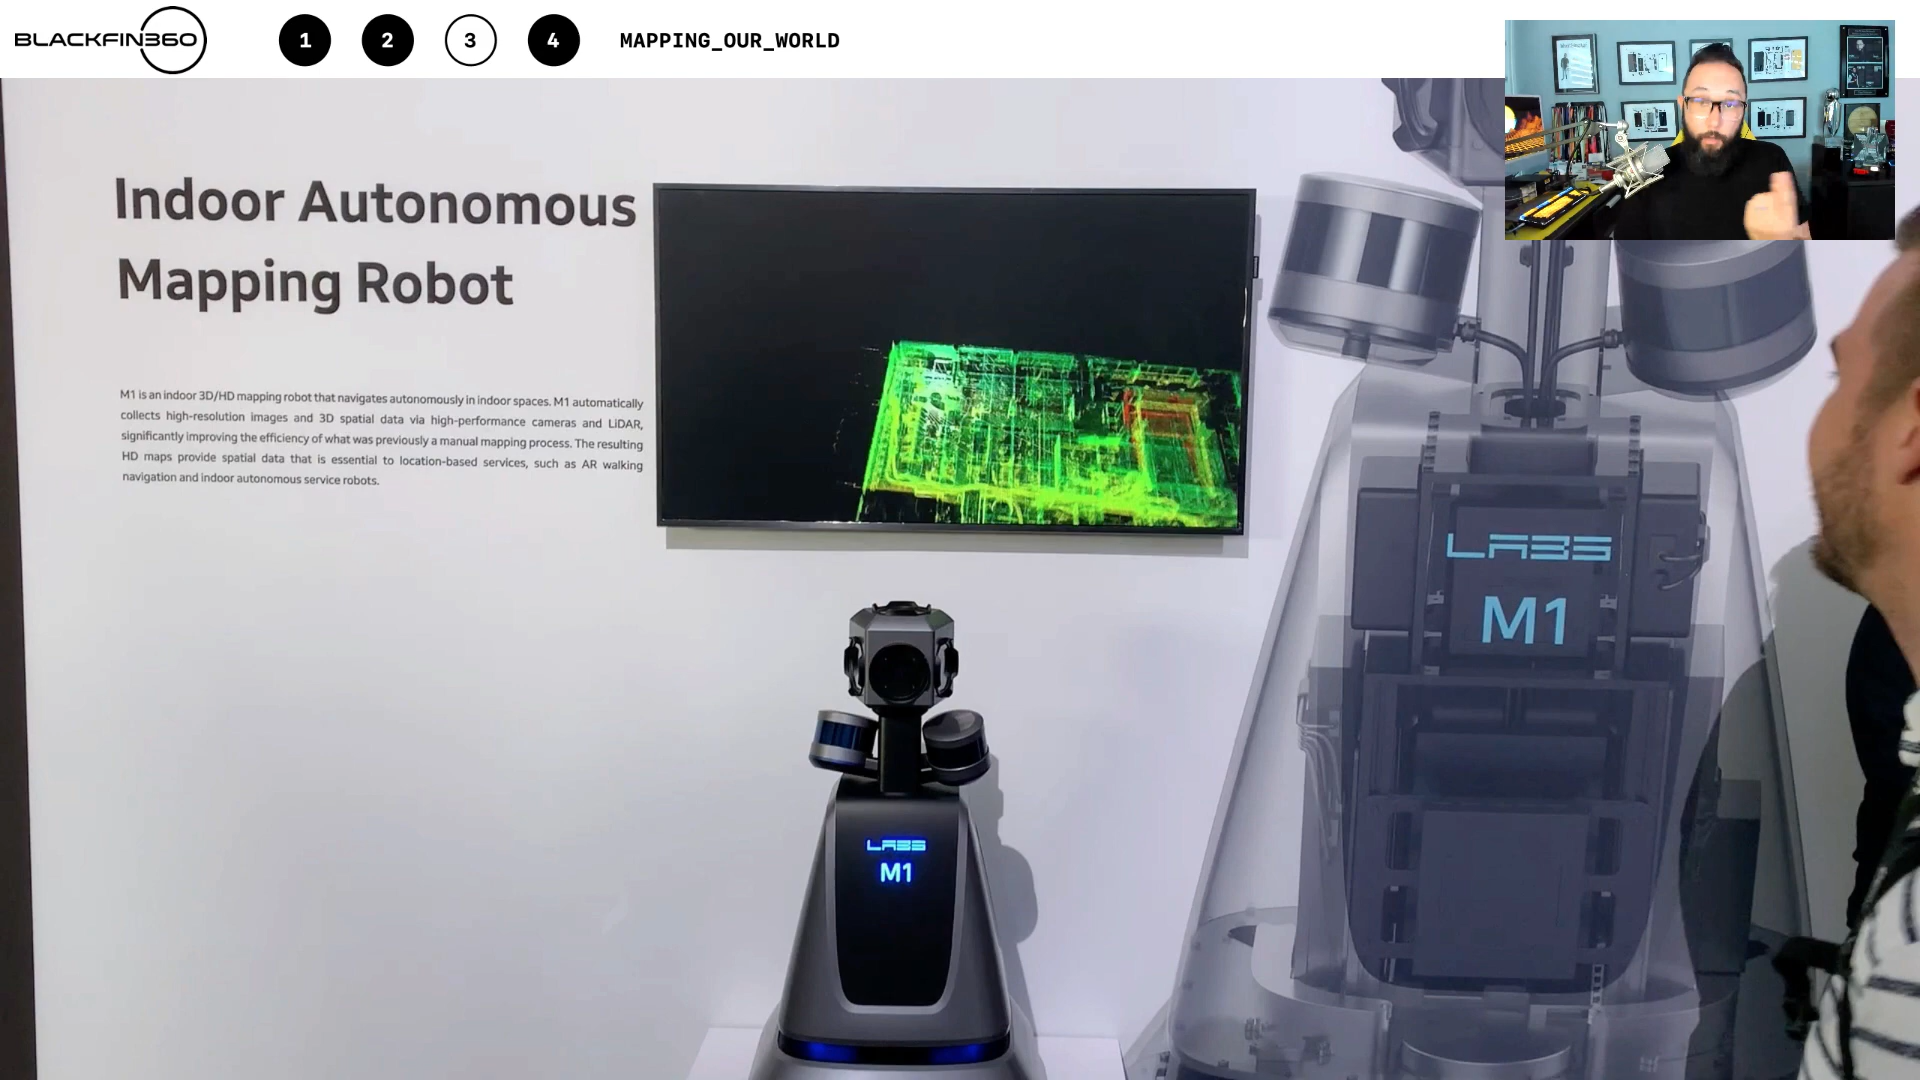 BLACKFIN360
1
2
3
4
MAPPING_OUR_WORLD
Indoor Autonomous
Mapping Robot
M1 is an indoor 3D/HD mapping robot that navigates autonomously in indoor spaces. M1 automatically
collects high-resolution images and 3D spatial data via high-performance cameras and LiDAR,
significantly improving the efficiency of what was previously a manual mapping process. The resulting
HD maps provide spatial data that is essential to location-based services, such as AR walking
navigation and indoor autonomous service robots.
LABS
M1
LABS
M1